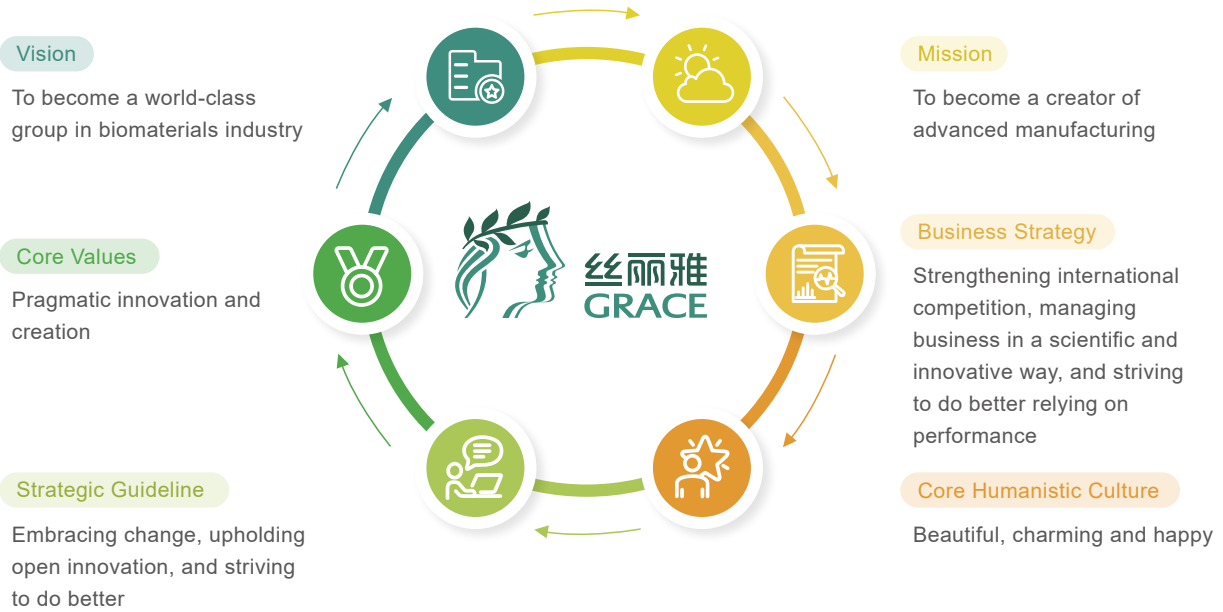 Vision
To become a world-class
group in biomaterials industry
Mission
To become a creator of
advanced manufacturing
Core Values
Pragmatic innovation and
creation
丝丽雅
GRACE
Business Strategy
Strengthening international
competition, managing
business in a scientific and
innovative way, and striving
to do better relying on
performance
Strategic Guideline
Embracing change, upholding
open innovation, and striving
to do better
Core Humanistic Culture
Beautiful, charming and happy